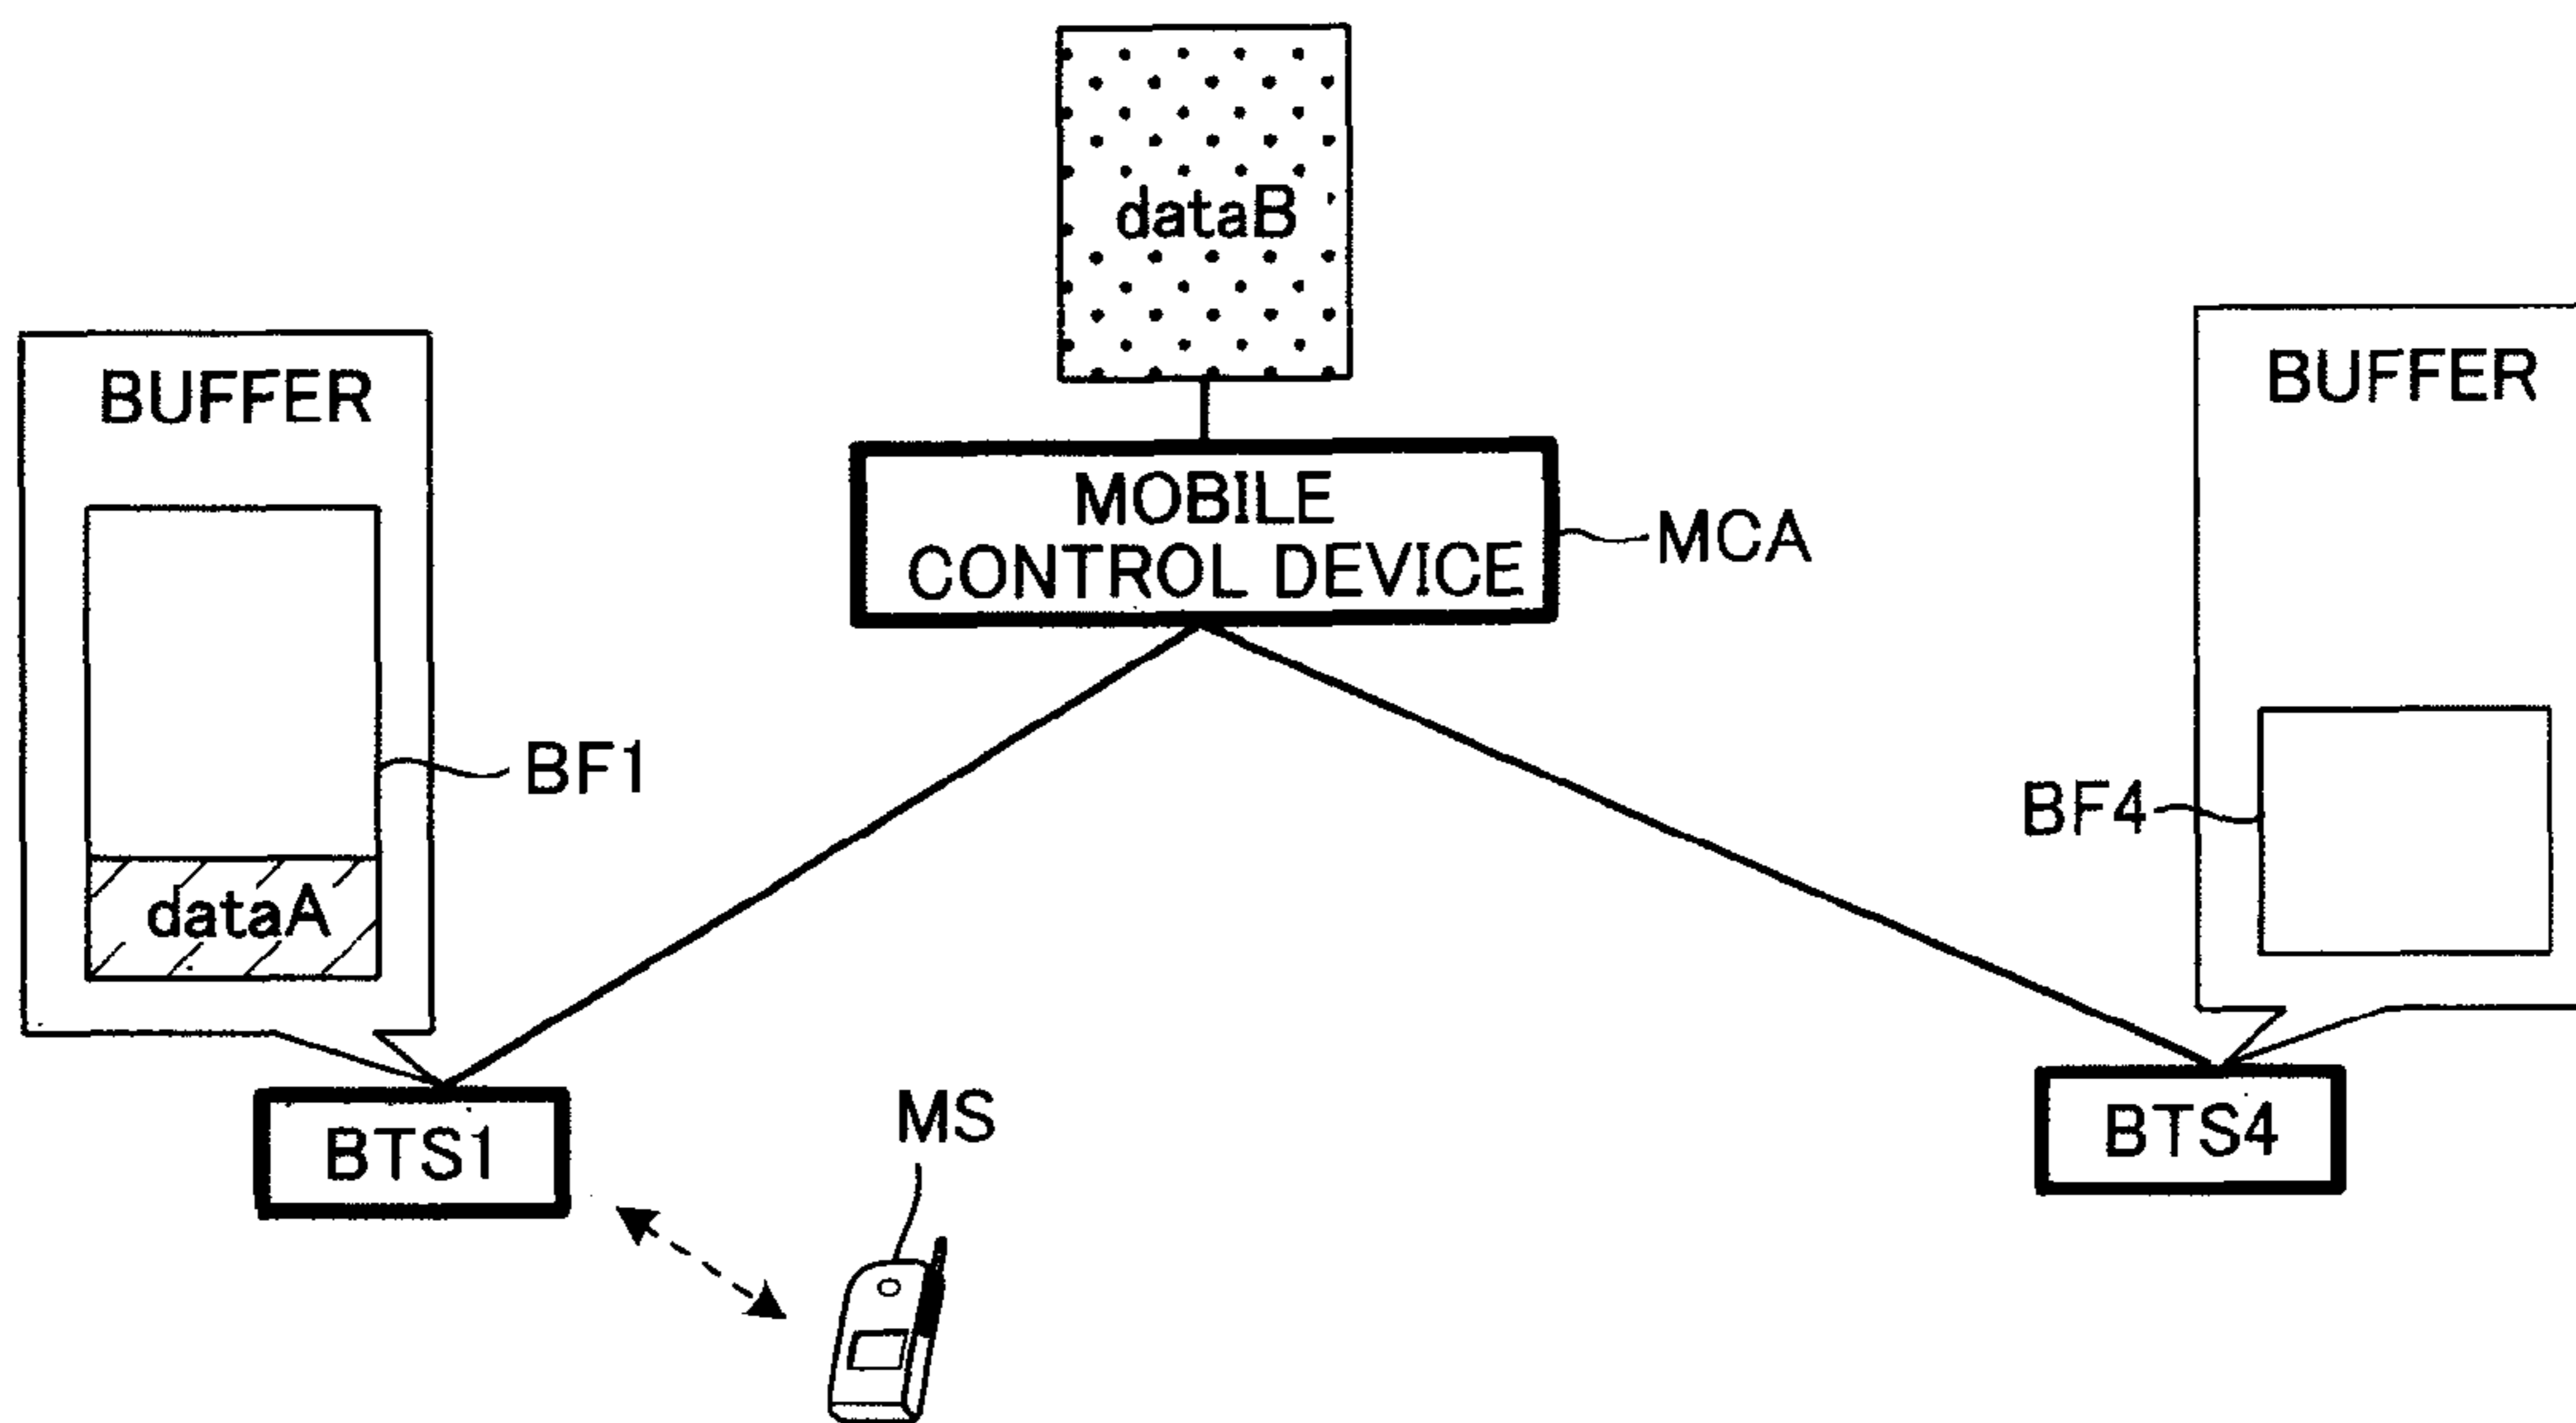 dataB
BUFFER
BUFFER
MOBILE
CONTROL DEVICE
MCA
BF1
BF4
dataA
MS
BTS1
BTS4